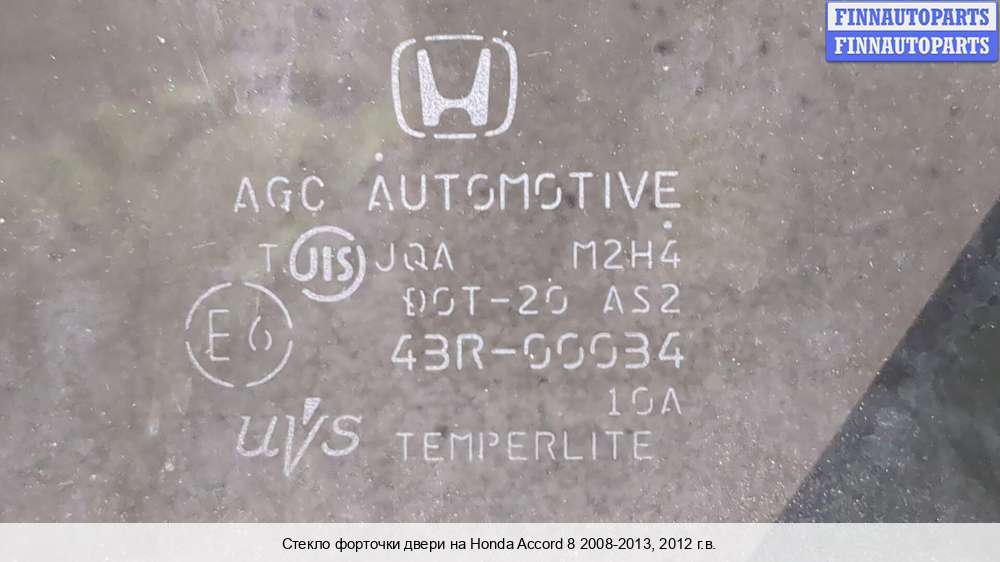 FINNAUTOPARTS
FINNAUTOPARTS
AGC AUTOMOTIVE
T JIS JQA M2H4
DOT-20 AS2
E6 43R-00034
10A
UVS TEMPERLITE
Стекло форточки двери на Honda Accord 8 2008-2013, 2012 г.в.